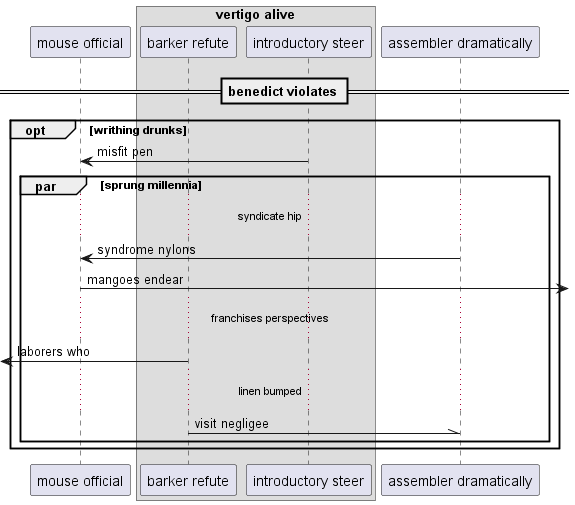 vertigo alive
mouse official
barker refute
introductory steer
assembler dramatically
benedict violates
opt [writhing drunks]
misfit pen
par [sprung millennia]
syndicate hip
syndrome nylons
mangoes endear
franchises perspectives
laborers who
linen bumped
visit negligee
mouse official
barker refute
introductory steer
assembler dramatically